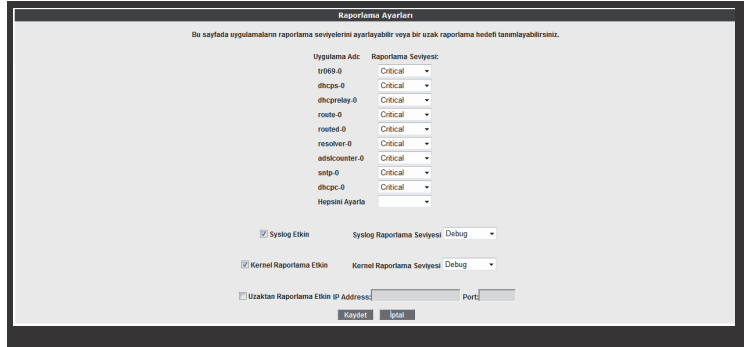 Raporlama Ayarları
Bu sayfada uygulamaların raporlama seviyelerini ayarlayabilir veya bir uzak raporlama hedefi tanımlayabilirsiniz.
Uygulama Adı: Raporlama Seviyesi:
tr069-0 Critical
dhcps-0 Critical
dhcprelay-0 Critical
route-0 Critical
routed-0 Critical
resolver-0 Critical
adslcounter-0 Critical
sntp-0 Critical
dhcpc-0 Critical
Hepsini Ayarla
Syslog Etkin Syslog Raporlama Seviyesi Debug
Kernel Raporlama Etkin Kernel Raporlama Seviyesi Debug
Uzaktan Raporlama Etkin IP Address: Port:
Kaydet İptal